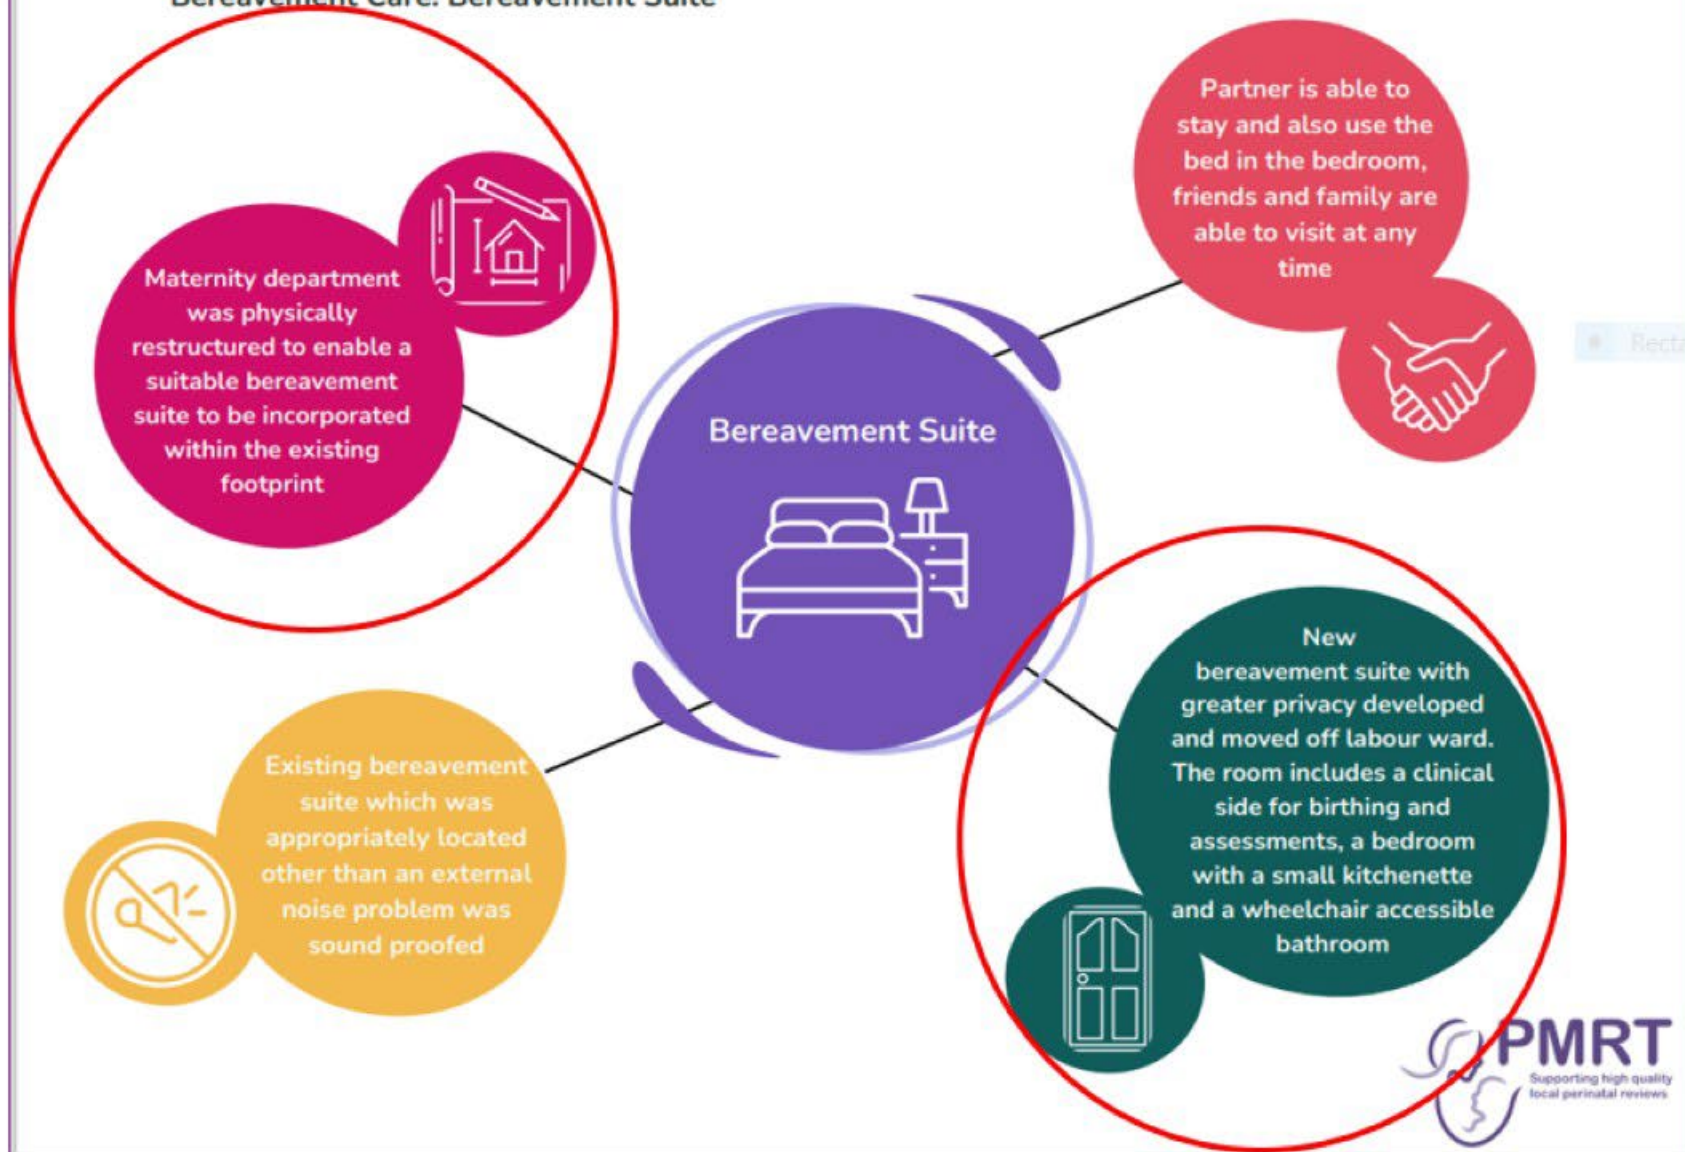 Bereavement Care: Bereavement Suite
Partner is able to
stay and also use the
bed in the bedroom,
friends and family are
able to visit at any
time
Maternity department
was physically
restructured to enable a
suitable bereavement
suite to be incorporated
within the existing
footprint
Bereavement Suite
New
bereavement suite with
greater privacy developed
and moved off labour ward.
The room includes a clinical
side for birthing and
assessments, a bedroom
with a small kitchenette
and a wheelchair accessible
bathroom
Existing bereavement
suite which was
appropriately located
other than an external
noise problem was
sound proofed
PMRT
Supporting high quality
local perinatal reviews